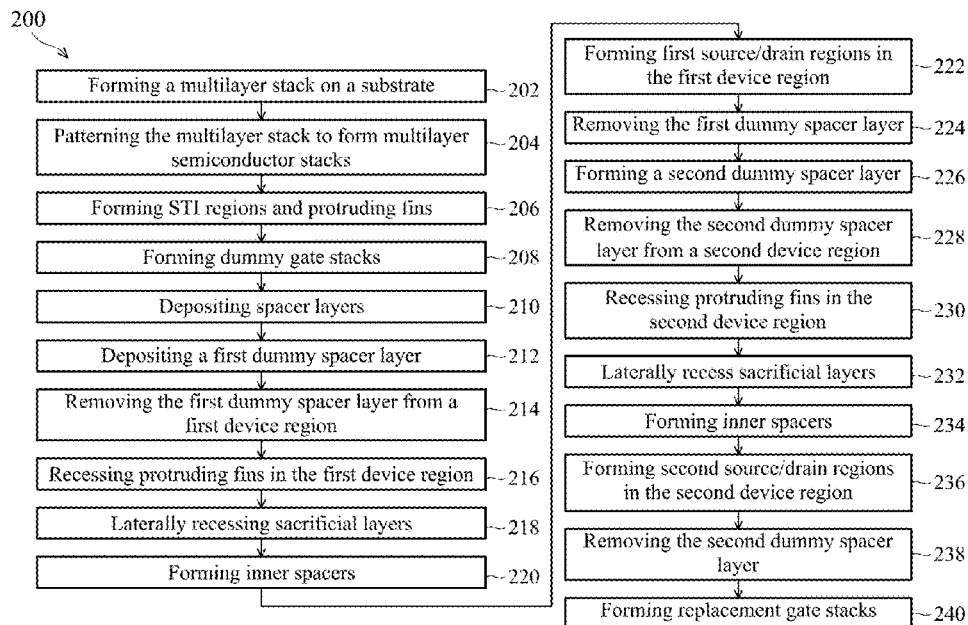 200
Forming a multilayer stack on a substrate
202
Patterning the multilayer stack to form multilayer
semiconductor stacks
204
Forming STI regions and protruding fins
206
Forming dummy gate stacks
208
Depositing spacer layers
210
Depositing a first dummy spacer layer
212
Removing the first dummy spacer layer from a
first device region
214
Recessing protruding fins in the first device region
216
Laterally recessing sacrificial layers
218
Forming inner spacers
220
Forming first source/drain regions in
the first device region
222
Removing the first dummy spacer layer
224
Forming a second dummy spacer layer
226
Removing the second dummy spacer
layer from a second device region
228
Recessing protruding fins in the
second device region
230
Laterally recess sacrificial layers
232
Forming inner spacers
234
Forming second source/drain regions
in the second device region
236
Removing the second dummy spacer
layer
238
Forming replacement gate stacks
240